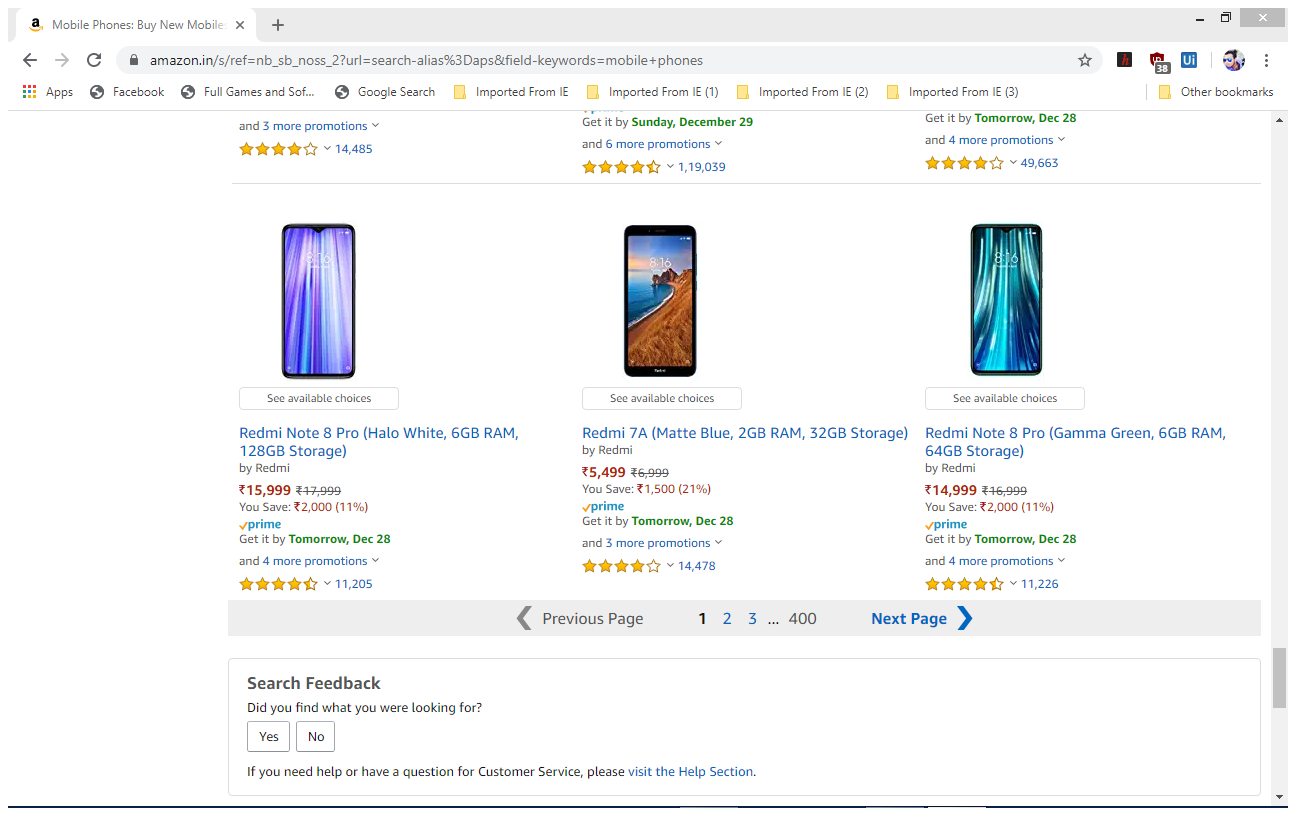 Mobile Phones: Buy New Mobiles
amazon.in/s/ref=nb_sb_noss_2?url=search-alias%3Daps&field-keywords=mobile+phones
38
Ui
Apps Facebook Full Games and Sof... Google Search Imported From IE Imported From IE (1) Imported From IE (2) Imported From IE (3) Other bookmarks
and 3 more promotions
14,485
Get it by Sunday, December 29
and 6 more promotions
1,19,039
Get it by Tomorrow, Dec 28
and 4 more promotions
49,663
8:16
8:16
Redmi
8:16
See available choices
Redmi Note 8 Pro (Halo White, 6GB RAM,
128GB Storage)
by Redmi
₹15,999 ₹17,999
You Save: ₹2,000 (11%)
prime
Get it by Tomorrow, Dec 28
and 4 more promotions
11,205
See available choices
Redmi 7A (Matte Blue, 2GB RAM, 32GB Storage)
by Redmi
₹5,499 ₹6,999
You Save: ₹1,500 (21%)
prime
Get it by Tomorrow, Dec 28
and 3 more promotions
14,478
See available choices
Redmi Note 8 Pro (Gamma Green, 6GB RAM,
64GB Storage)
by Redmi
₹14,999 ₹16,999
You Save: ₹2,000 (11%)
prime
Get it by Tomorrow, Dec 28
and 4 more promotions
11,226
Previous Page 1 2 3 ... 400 Next Page
Search Feedback
Did you find what you were looking for?
Yes No
If you need help or have a question for Customer Service, please visit the Help Section.